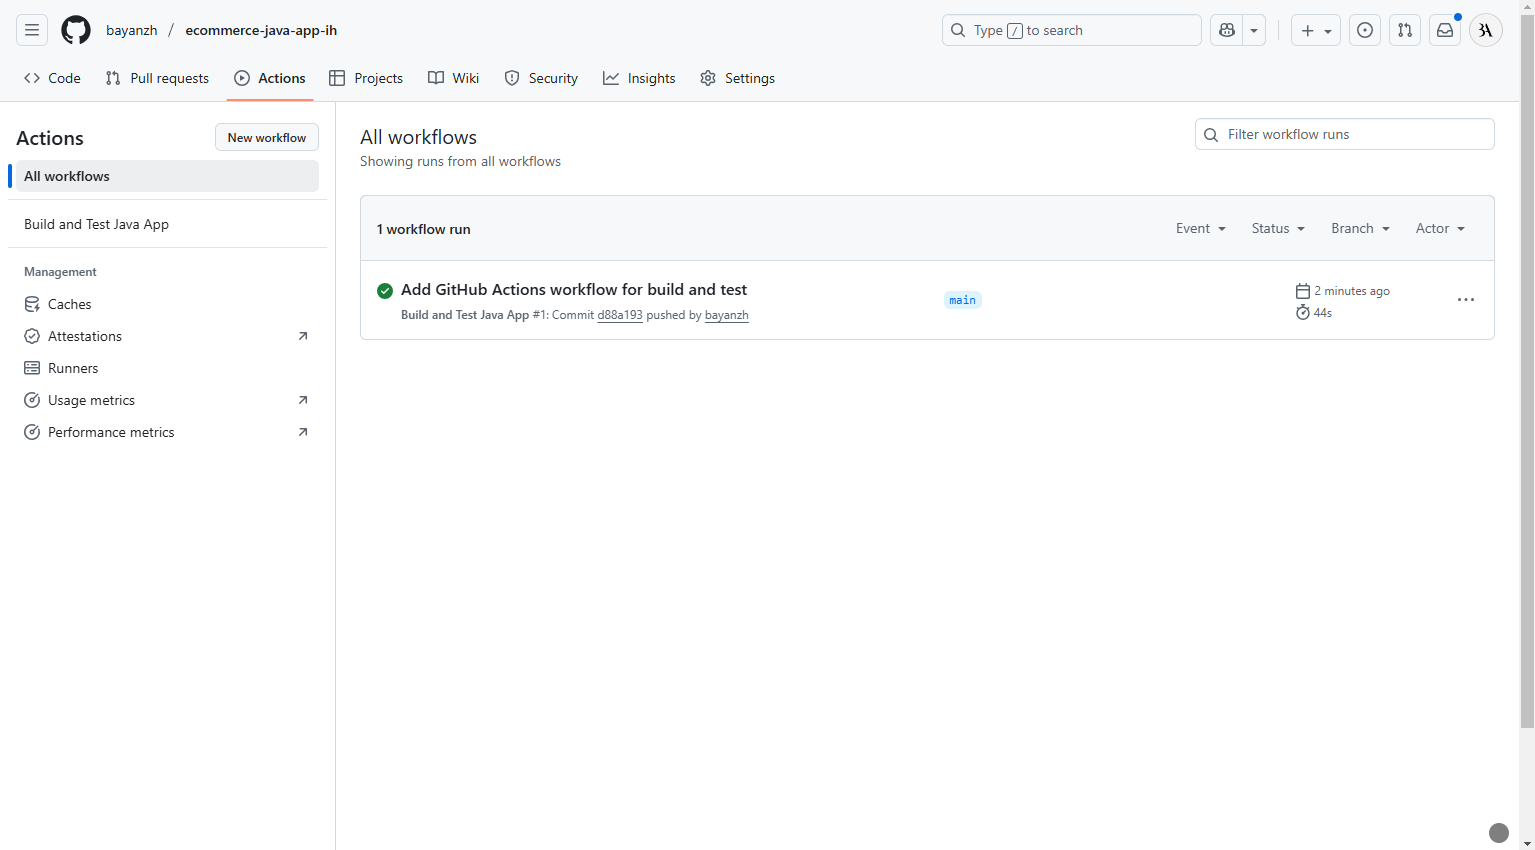 bayanzh / ecommerce-java-app-ih
Type / to search
Code
Pull requests
Actions
Projects
Wiki
Security
Insights
Settings
Actions
New workflow
All workflows
Build and Test Java App
Management
Caches
Attestations
Runners
Usage metrics
Performance metrics
All workflows
Showing runs from all workflows
Filter workflow runs
1 workflow run
Event
Status
Branch
Actor
Add GitHub Actions workflow for build and test
Build and Test Java App #1: Commit d88a193 pushed by bayanzh
main
2 minutes ago
44s